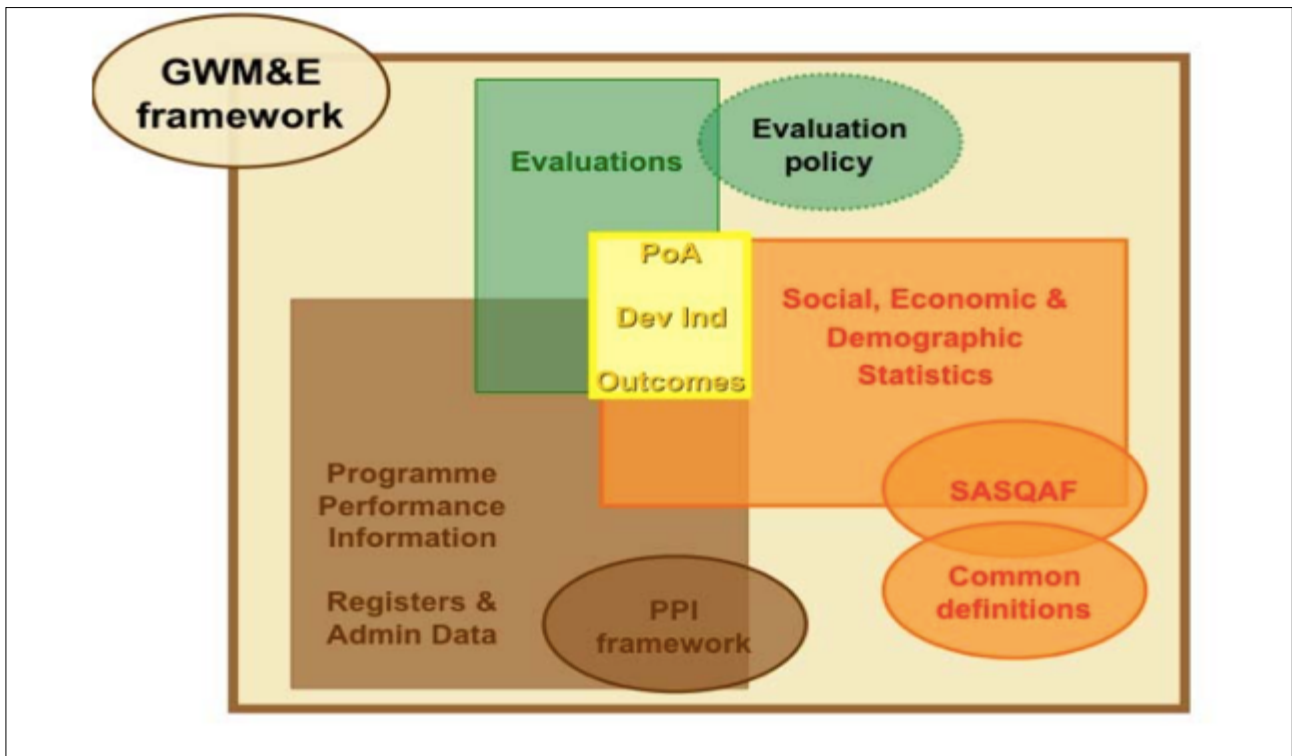 GWM&E
framework
Evaluations
Evaluation
policy
PoA
Dev Ind
Outcomes
Social, Economic &
Demographic
Statistics
SASQAF
Common
definitions
Programme
Performance
Information
Registers &
Admin Data
PPI
framework